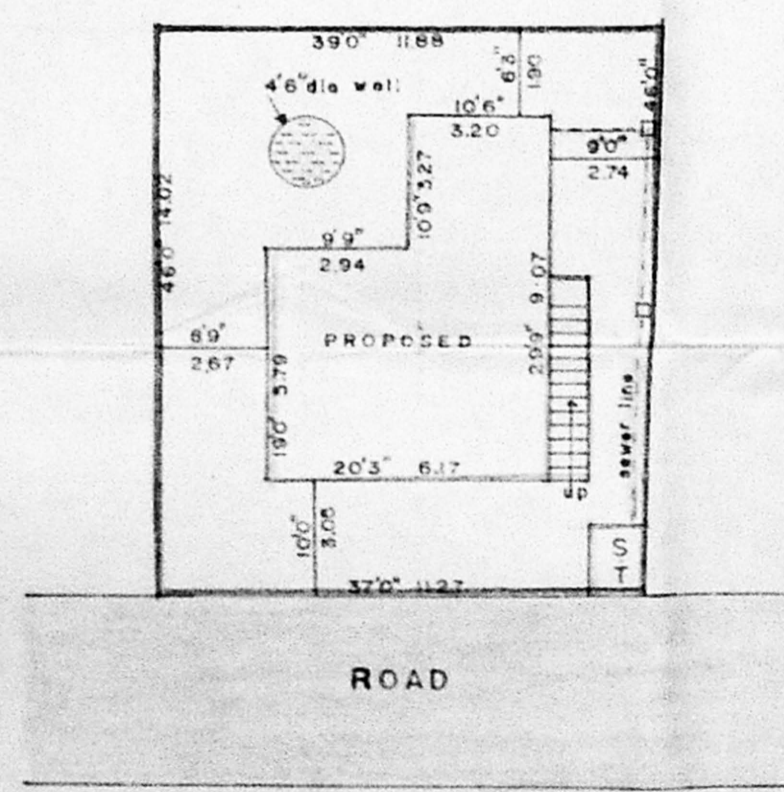 39'0" 11.88
4'6" dia well
6'3" 1.90
46'0"
10'6"
3.20
9'0"
2.74
46'0 14.02
10'9" 3.27
9'9"
2.94
29'9" 9.07
8'9"
2.67
PROPOSED
19'0" 5.79
sewer line
20'3" 6.17
up
10'0"
3.05
S
T
37'0" 11.27
ROAD